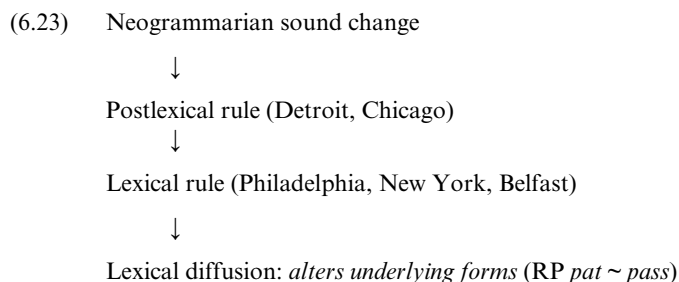 (6.23) Neogrammarian sound change
↓
Postlexical rule (Detroit, Chicago)
↓
Lexical rule (Philadelphia, New York, Belfast)
↓
Lexical diffusion: alters underlying forms (RP pat ~ pass)